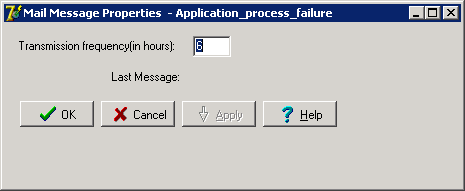 Mail Message Properties - Application_process_failure
Transmission frequency(in hours): 6
Last Message:
OK Cancel Apply Help